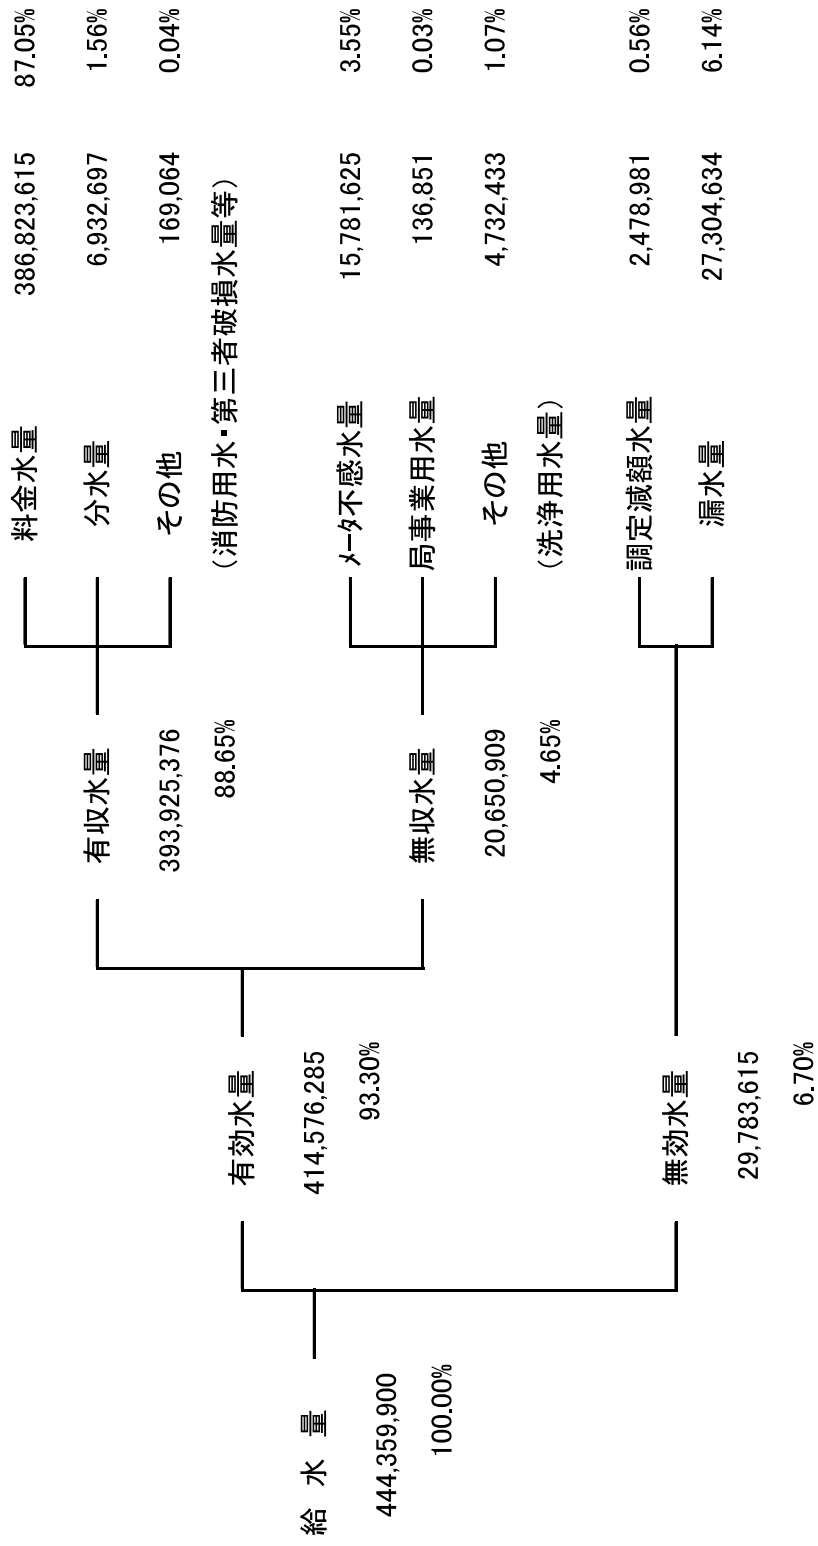 料金水量 386,823,615 87.05%
有収水量 分水量 6,932,697 1.56%
393,925,376 その他 169,064 0.04%
88.65% (消防用水・第三者破損水量等)
有効水量
414,576,285 メータ不感水量 15,781,625 3.55%
93.30%
無収水量 局事業用水量 136,851 0.03%
20,650,909 その他 4,732,433 1.07%
4.65% (洗浄用水量)
給水量
444,359,900
100.00%
調定減額水量 2,478,981 0.56%
無効水量
漏水量 27,304,634 6.14%
29,783,615
6.70%